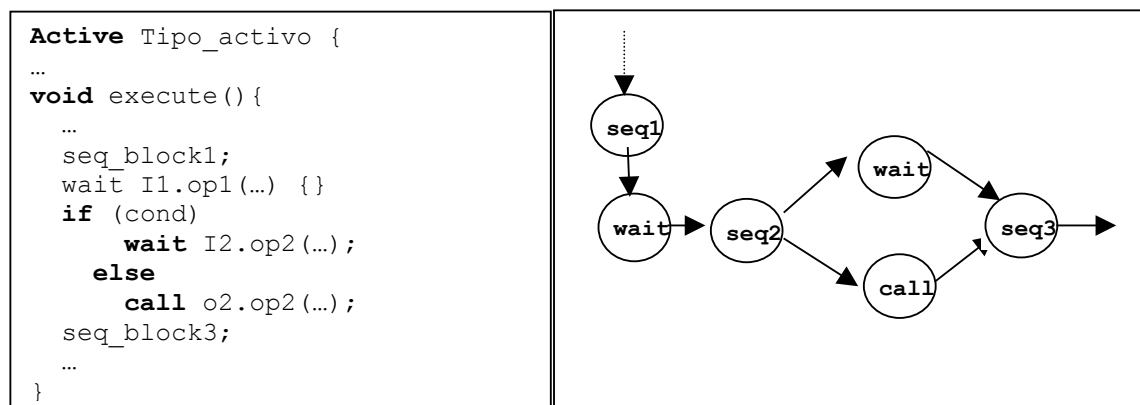 Active Tipo_activo {
…
void execute(){
…
seq_block1;
wait I1.op1(…) {}
if (cond)
wait I2.op2(…);
else
call o2.op2(…);
seq_block3;
…
}
seq1
wait
wait
seq2
seq3
call